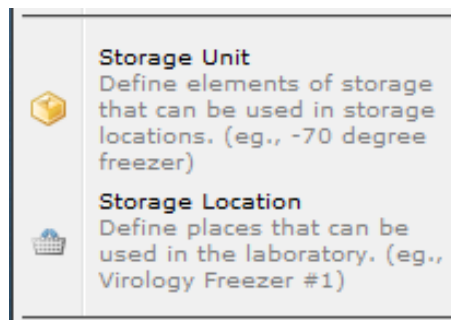 Storage Unit
Define elements of storage
that can be used in storage
locations. (eg., -70 degree
freezer)
Storage Location
Define places that can be
used in the laboratory. (eg.,
Virology Freezer #1)